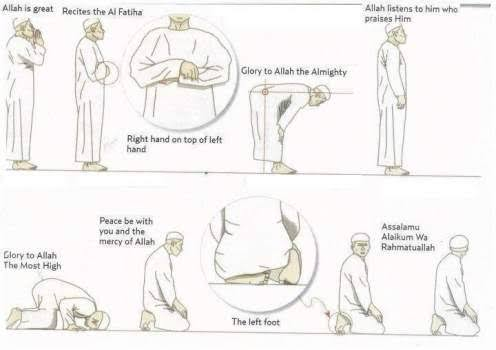 Allah is great
Recites the Al Fatiha
Allah listens to him who
praises Him
Glory to Allah the Almighty
Right hand on top of left
hand
Peace be with
you and the
mercy of Allah
Glory to Allah
The Most High
The left foot
Assalamu
Alaikum Wa
Rahmatuallah